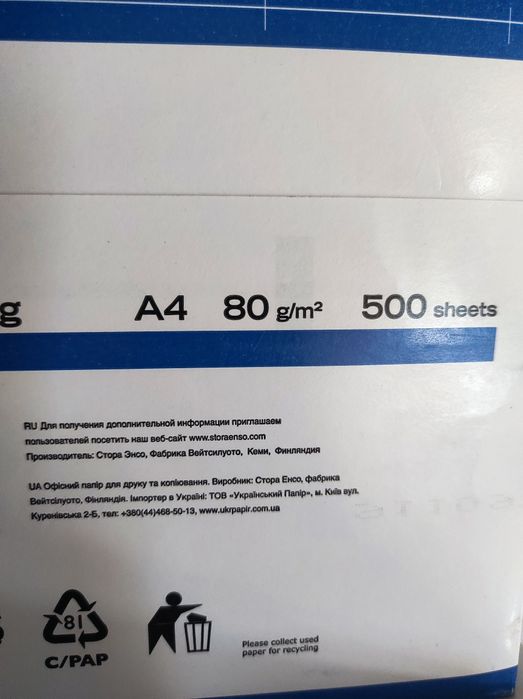 g A4 80 g/m² 500 sheets
RU Для получения дополнительной информации приглашаем
пользователей посетить наш веб-сайт www.storaenso.com
Производитель: Стора Энсо, Фабрика Вейтсилуото, Кеми, Финляндия
UA Офісний папір для друку та копіювання. Виробник: Стора Енсо, фабрика
Вейтсілуото, Фінляндія. Імпортер в Україні: ТОВ «Український Папір», м. Київ вул.
Куренівська 2-Б, тел: +380(44)468-50-13, www.ukrpapir.com.ua
81
C/PAP
Please collect used
paper for recycling